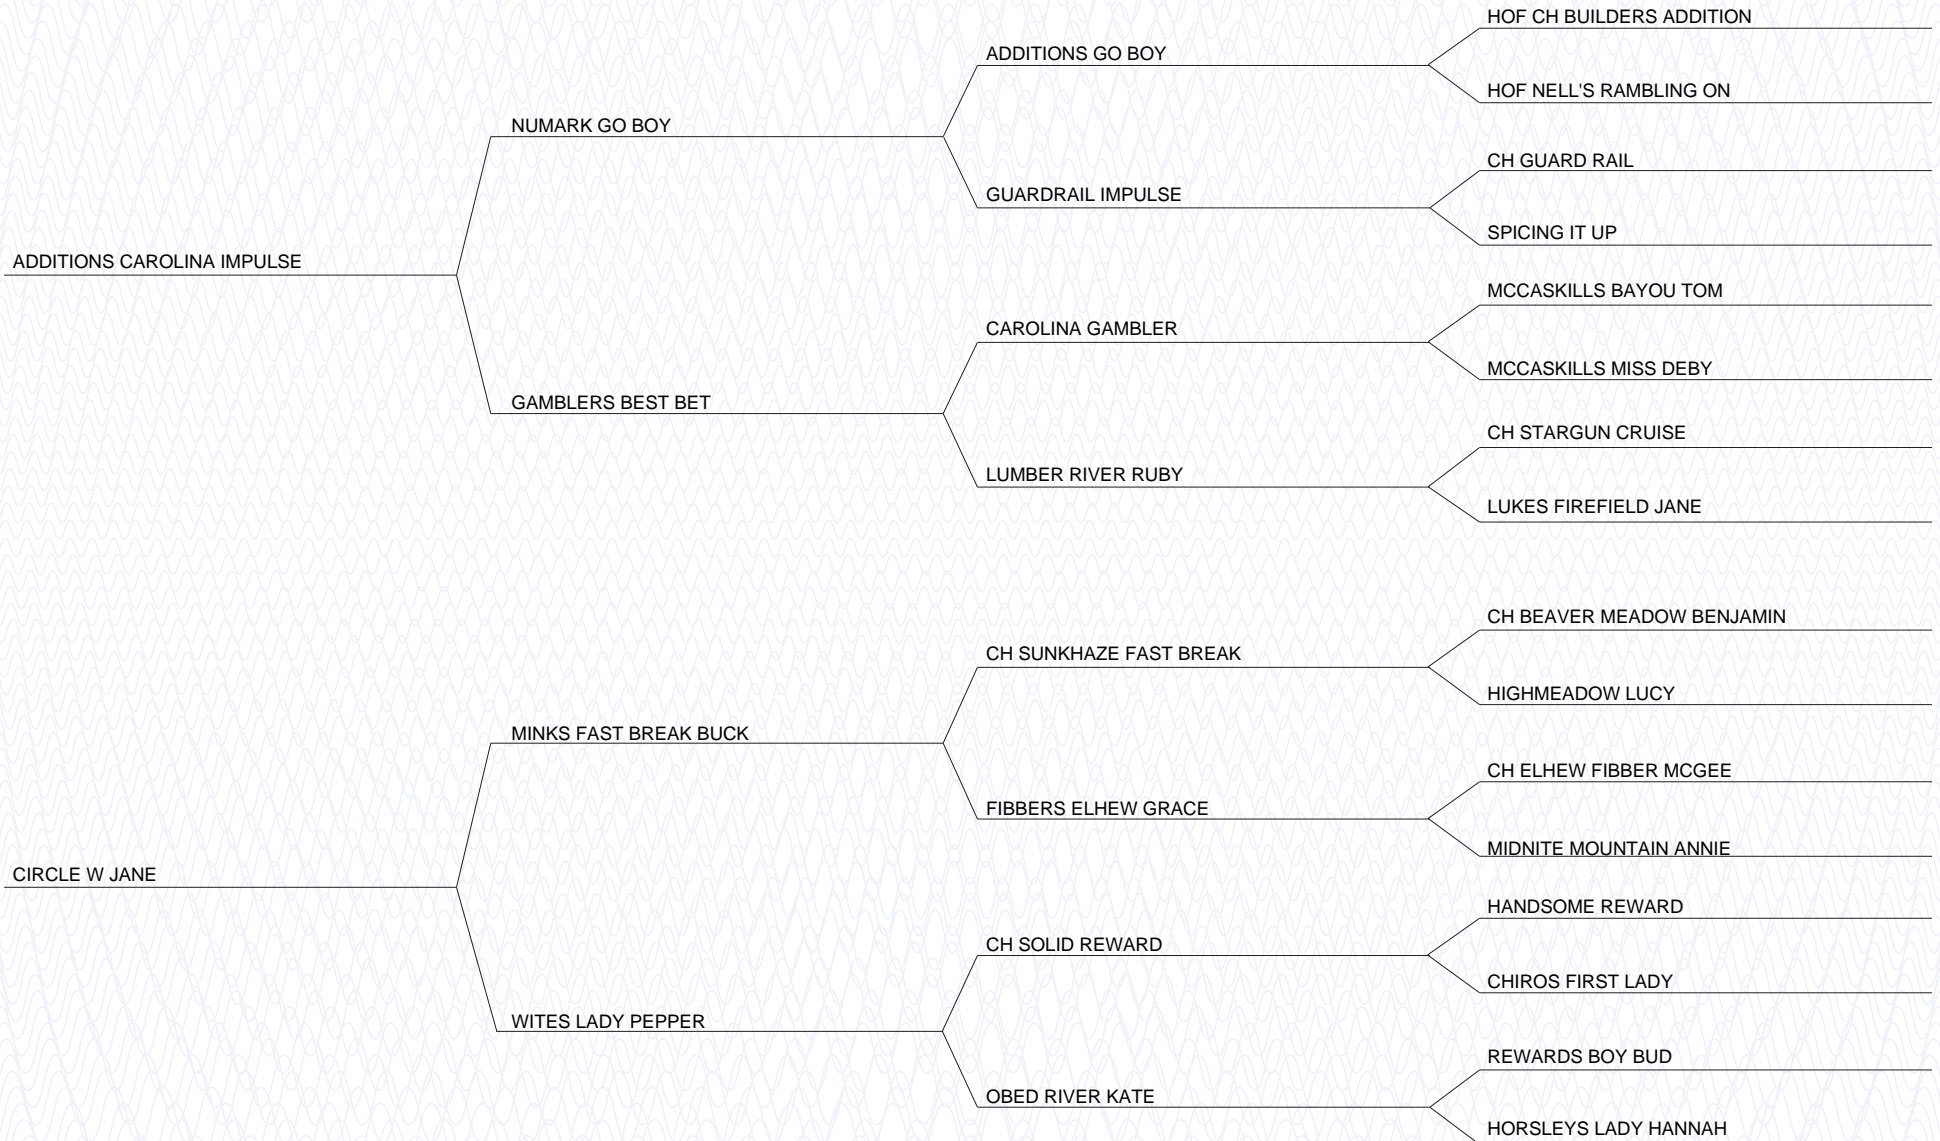 HOF CH BUILDERS ADDITION
ADDITIONS GO BOY
HOF NELL'S RAMBLING ON
NUMARK GO BOY
CH GUARD RAIL
GUARDRAIL IMPULSE
SPICING IT UP
ADDITIONS CAROLINA IMPULSE
MCCASKILLS BAYOU TOM
CAROLINA GAMBLER
MCCASKILLS MISS DEBY
GAMBLERS BEST BET
CH STARGUN CRUISE
LUMBER RIVER RUBY
LUKES FIREFIELD JANE
CH BEAVER MEADOW BENJAMIN
CH SUNKHAZE FAST BREAK
HIGHMEADOW LUCY
MINKS FAST BREAK BUCK
CH ELHEW FIBBER MCGEE
FIBBERS ELHEW GRACE
MIDNITE MOUNTAIN ANNIE
CIRCLE W JANE
HANDSOME REWARD
CH SOLID REWARD
CHIROS FIRST LADY
WITES LADY PEPPER
REWARDS BOY BUD
OBED RIVER KATE
HORSLEYS LADY HANNAH